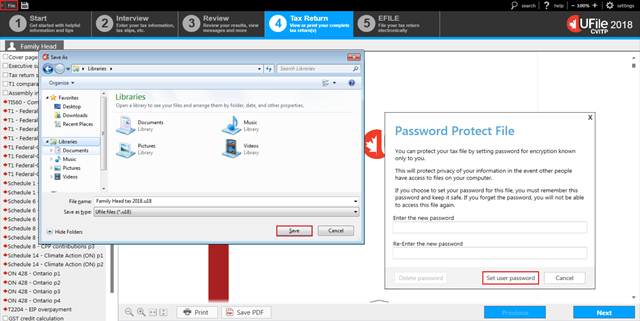 File
search
? help
- 100% +
settings
1 Start
Get started with helpful information and tips
2 Interview
Enter your tax information, tax slips, etc.
3 Review
Your results, view messages and more
4 Tax Return
View or print your complete tax return(s)
5 EFILE
File your tax return electronically
UFile 2018
CVITP
Family Head
Cover page
Executive su
Tax return s
T1 compara
Assembly in
TIS60 - Com
T1 - Federal
T1 - Federal
T1 - Federal
T1 - Federal
T1 - Federal
T1 - Federal
T1 - Federal
T1 - Federal
Schedule 1
Schedule 1
Schedule 1
Schedule 6
Schedule 8 - CPP contributions p3
Schedule 14 - Climate Action (ON) p1
Schedule 14 - Climate Action (ON) p2
ON 428 - Ontario p1
ON 428 - Ontario p2
ON 428 - Ontario p3
ON 428 - Ontario p4
T2204 - EIP overpayment
GST credit calculation
Save As
Libraries
Search Libraries
Organize
Favorites
Desktop
Downloads
Recent Places
Libraries
Documents
Music
Pictures
Videos
Libraries
Open a library to see your files and arrange them by folder, date, and other properties.
Documents
Library
Music
Library
Pictures
Library
Videos
Library
File name: Family Head tax 2018.u18
Save as type: Ufile files (*.u18)
Hide Folders
Save
Cancel
X
Password Protect File
You can protect your tax file by setting password for encryption known
only to you.
This will protect privacy of your information in the event other people
have access to files on your computer.
If you choose to set your password for this file, you must remember this
password and keep it safe. If you forget the password, you will not be able
to access this file again.
Enter the new password
Re-Enter the new password
Delete password
Set user password
Cancel
Print
Save PDF
Previous
Next